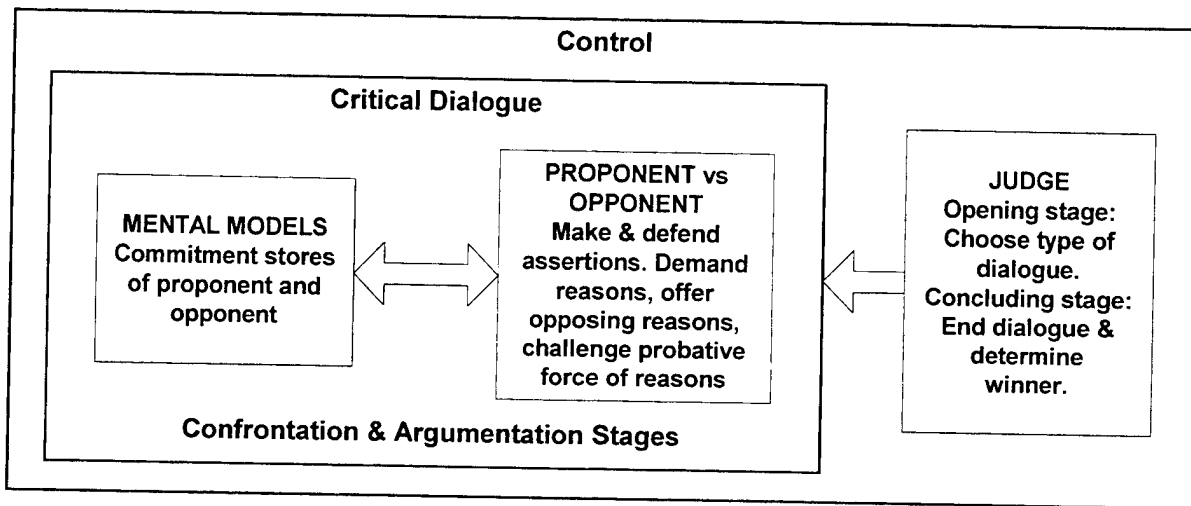 Control
Critical Dialogue
MENTAL MODELS
Commitment stores
of proponent and
opponent
PROPONENT vs
OPPONENT
Make & defend
assertions. Demand
reasons, offer
opposing reasons,
challenge probative
force of reasons
Confrontation & Argumentation Stages
JUDGE
Opening stage:
Choose type of
dialogue.
Concluding stage:
End dialogue &
determine
winner.